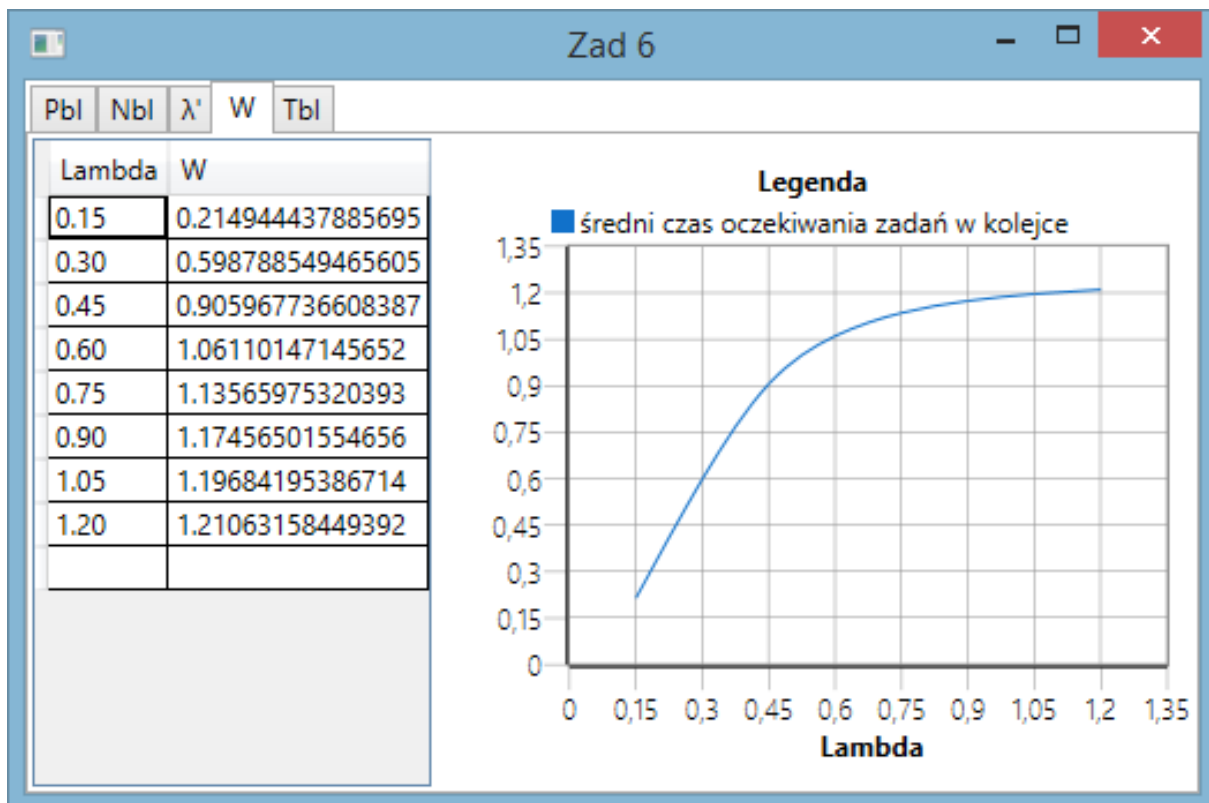 Zad 6
Pbl Nbl λ' W Tbl
Lambda W
0.15 0.214944437885695
0.30 0.598788549465605
0.45 0.905967736608387
0.60 1.06110147145652
0.75 1.13565975320393
0.90 1.17456501554656
1.05 1.19684195386714
1.20 1.21063158449392
Legenda
średni czas oczekiwania zadań w kolejce
1,35
1,2
1,05
0,9
0,75
0,6
0,45
0,3
0,15
0
0 0,15 0,3 0,45 0,6 0,75 0,9 1,05 1,2 1,35
Lambda